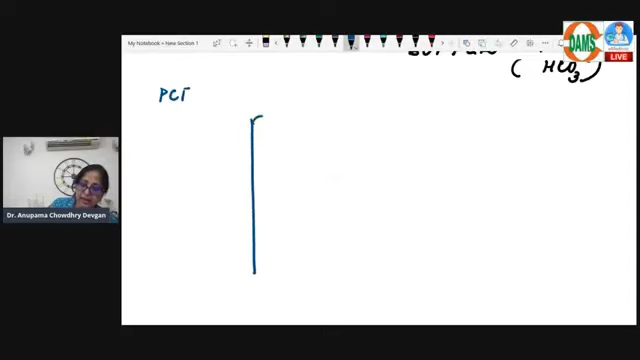 My Notebook > New Section 1
DAMS
LIVE
(HCO3)
PCT
Dr. Anupama Chowdhry Devgan